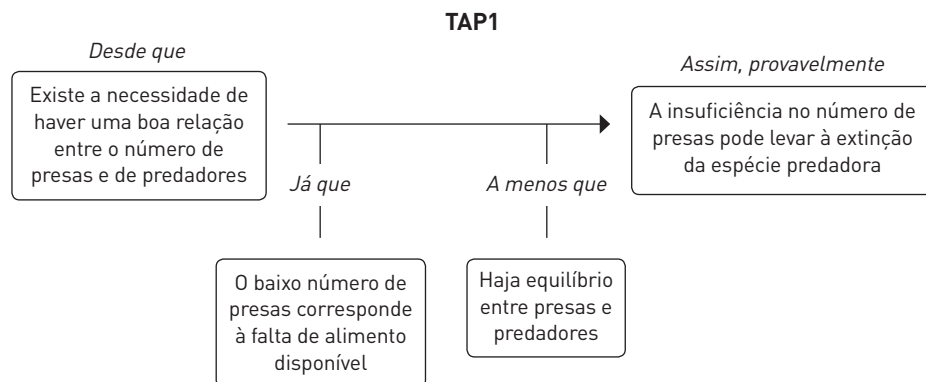 TAP1
Desde que
Existe a necessidade de
haver uma boa relação
entre o número de
presas e de predadores
Já que
O baixo número de
presas corresponde
à falta de alimento
disponível
A menos que
Haja equilíbrio
entre presas e
predadores
Assim, provavelmente
A insuficiência no número de
presas pode levar à extinção
da espécie predadora